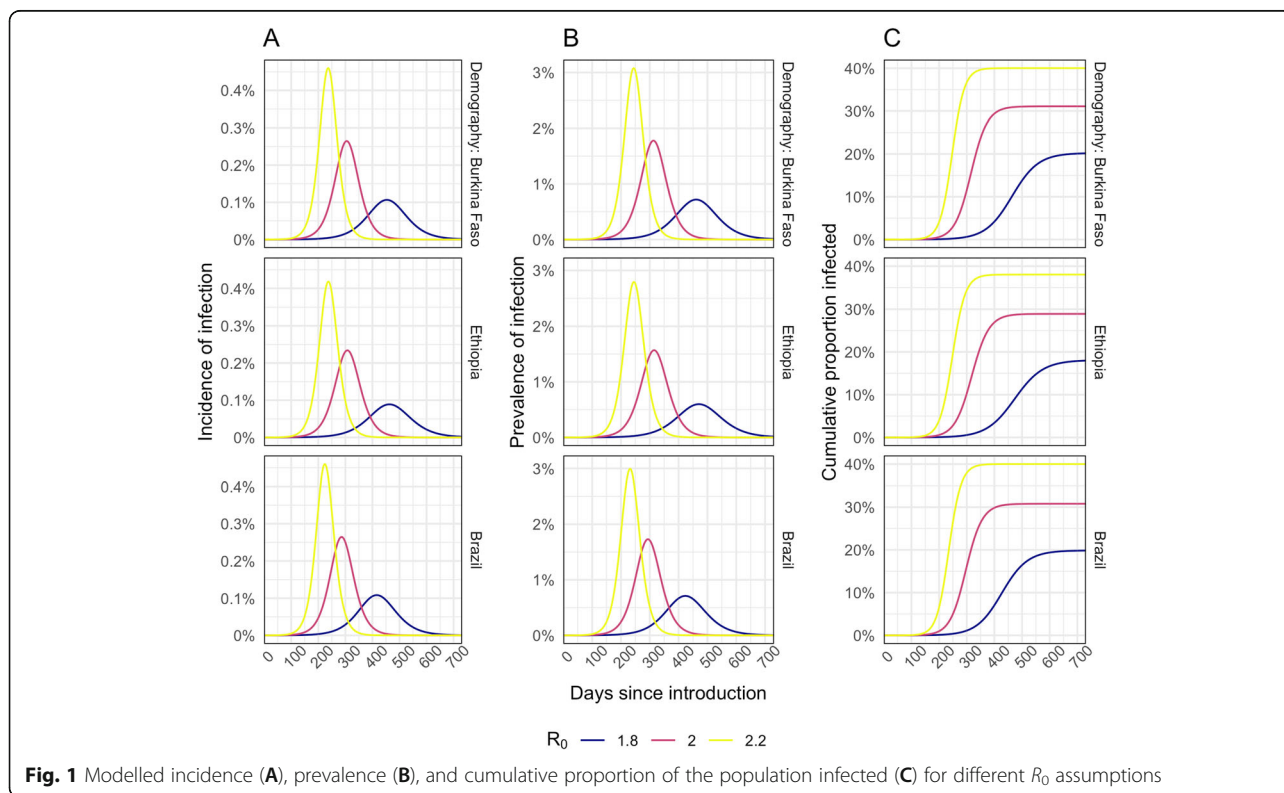 A
B
C
Incidence of infection
0.4%
0.3%
0.2%
0.1%
0%
Demography: Burkina Faso
0.4%
0.3%
0.2%
0.1%
0%
Ethiopia
0.4%
0.3%
0.2%
0.1%
0%
Brazil
0 100 200 300 400 500 600 700
Prevalence of infection
3%
2%
1%
0%
Demography: Burkina Faso
3%
2%
1%
0%
Ethiopia
3%
2%
1%
0%
Brazil
0 100 200 300 400 500 600 700
Cumulative proportion infected
40%
30%
20%
10%
0%
Demography: Burkina Faso
40%
30%
20%
10%
0%
Ethiopia
40%
30%
20%
10%
0%
Brazil
0 100 200 300 400 500 600 700
Days since introduction
R0 1.8 2 2.2
Fig. 1 Modelled incidence (A), prevalence (B), and cumulative proportion of the population infected (C) for different R0 assumptions